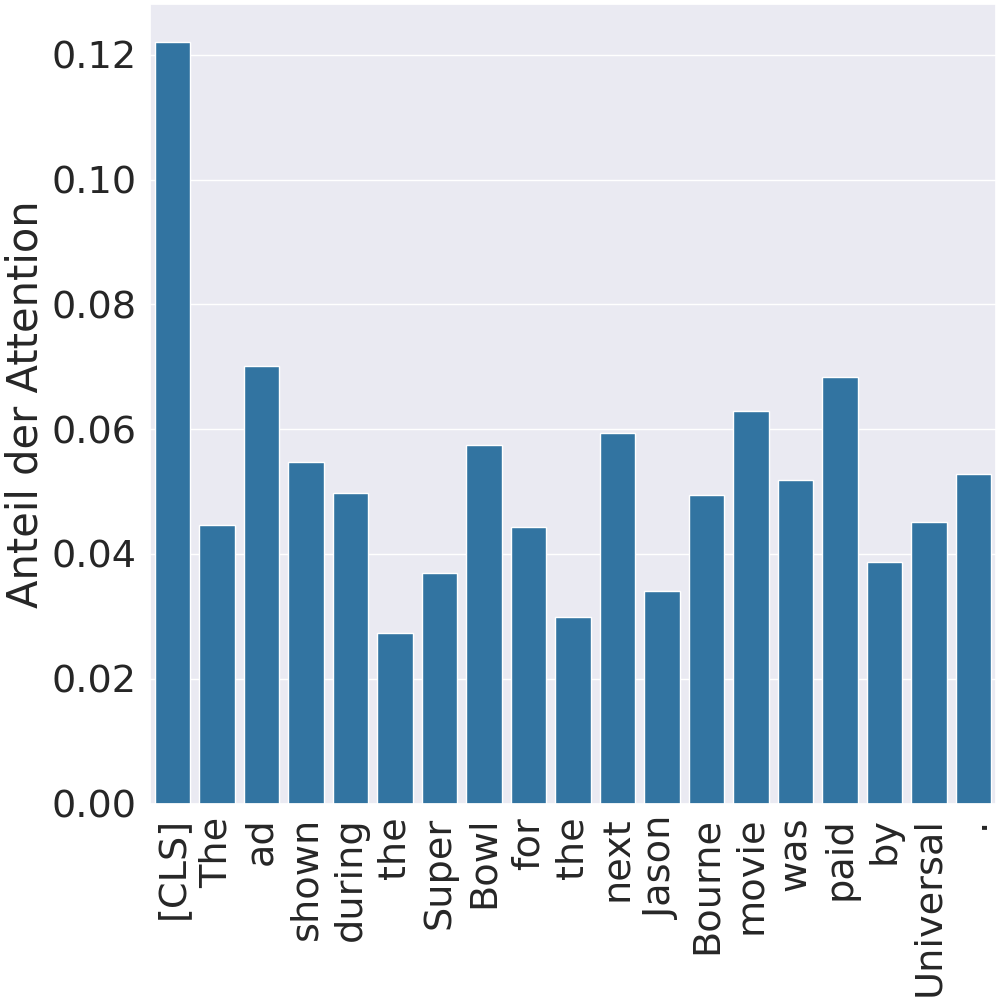 Anteil der Attention
0.12
0.10
0.08
0.06
0.04
0.02
0.00
[CLS]
The
ad
shown
during
the
Super
Bowl
for
the
next
Jason
Bourne
movie
was
paid
by
Universal
.